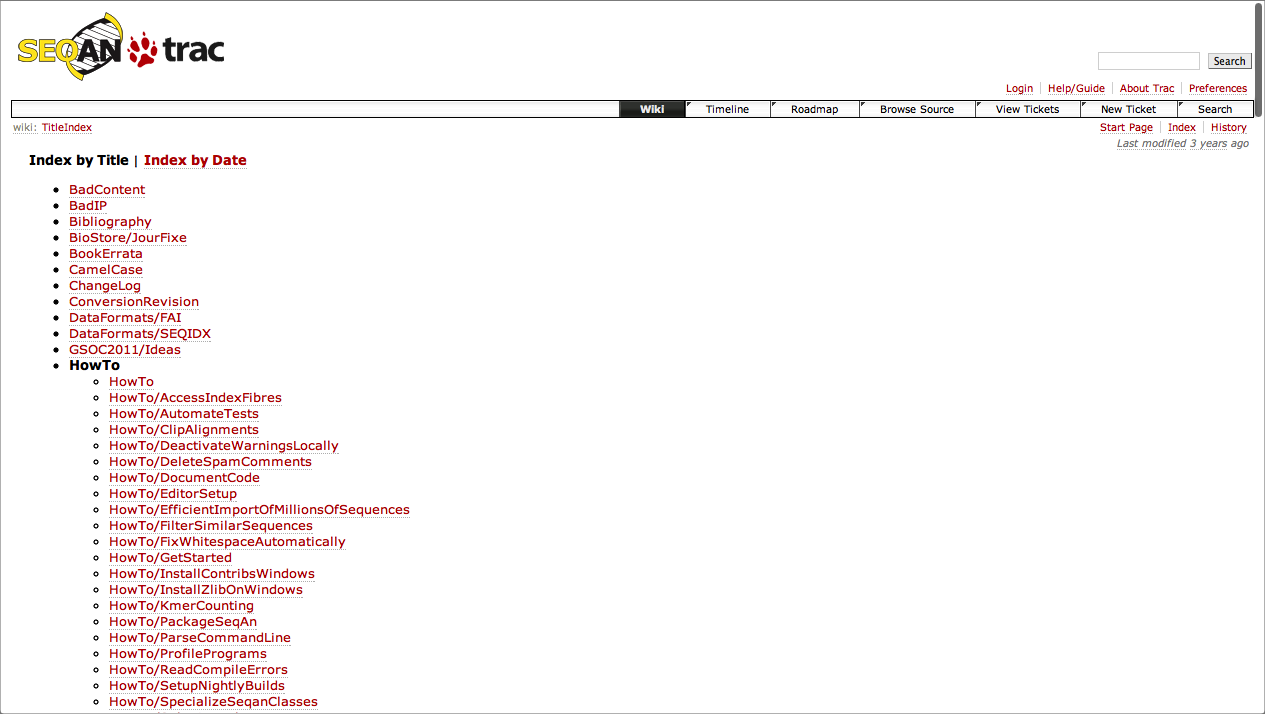 SEQAN trac
Search
Login Help/Guide About Trac Preferences
Wiki Timeline Roadmap Browse Source View Tickets New Ticket Search
wiki: TitleIndex
Start Page Index History
Last modified 3 years ago
Index by Title | Index by Date
BadContent
BadIP
Bibliography
BioStore/JourFixe
BookErrata
CamelCase
ChangeLog
ConversionRevision
DataFormats/FAI
DataFormats/SEQIDX
GSOC2011/Ideas
HowTo
HowTo
HowTo/AccessIndexFibres
HowTo/AutomateTests
HowTo/ClipAlignments
HowTo/DeactivateWarningsLocally
HowTo/DeleteSpamComments
HowTo/DocumentCode
HowTo/EditorSetup
HowTo/EfficientImportOfMillionsOfSequences
HowTo/FilterSimilarSequences
HowTo/FixWhitespaceAutomatically
HowTo/GetStarted
HowTo/InstallContribsWindows
HowTo/InstallZlibOnWindows
HowTo/KmerCounting
HowTo/PackageSeqAn
HowTo/ParseCommandLine
HowTo/ProfilePrograms
HowTo/ReadCompileErrors
HowTo/SetupNightlyBuilds
HowTo/SpecializeSeqanClasses